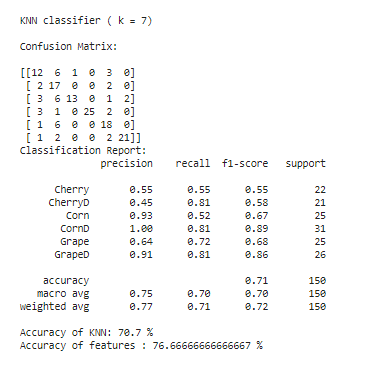 KNN classifier ( k = 7)
Confusion Matrix:
[[12 6 1 0 3 0]
[ 2 17 0 0 2 0]
[ 3 6 13 0 1 2]
[ 3 1 0 25 2 0]
[ 1 6 0 0 18 0]
[ 1 2 0 0 2 21]]
Classification Report:
precision recall f1-score support
Cherry 0.55 0.55 0.55 22
CherryD 0.45 0.81 0.58 21
Corn 0.93 0.52 0.67 25
CornD 1.00 0.81 0.89 31
Grape 0.64 0.72 0.68 25
GrapeD 0.91 0.81 0.86 26
accuracy 0.71 150
macro avg 0.75 0.70 0.70 150
weighted avg 0.77 0.71 0.72 150
Accuracy of KNN: 70.7 %
Accuracy of features : 76.66666666666667 %